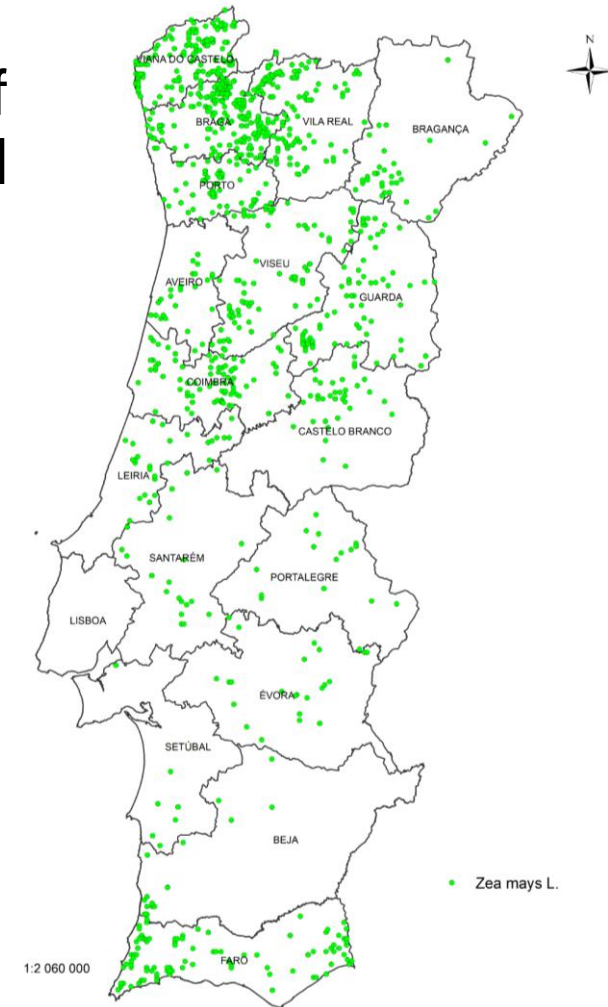 f
N
VIANA DO CASTELO
BRAGA
VILA REAL
BRAGANÇA
PORTO
AVEIRO
VISEU
GUARDA
COIMBRA
CASTELO BRANCO
LEIRIA
SANTARÉM
PORTALEGRE
LISBOA
ÉVORA
SETÚBAL
BEJA
Zea mays L.
FARO
1:2 060 000